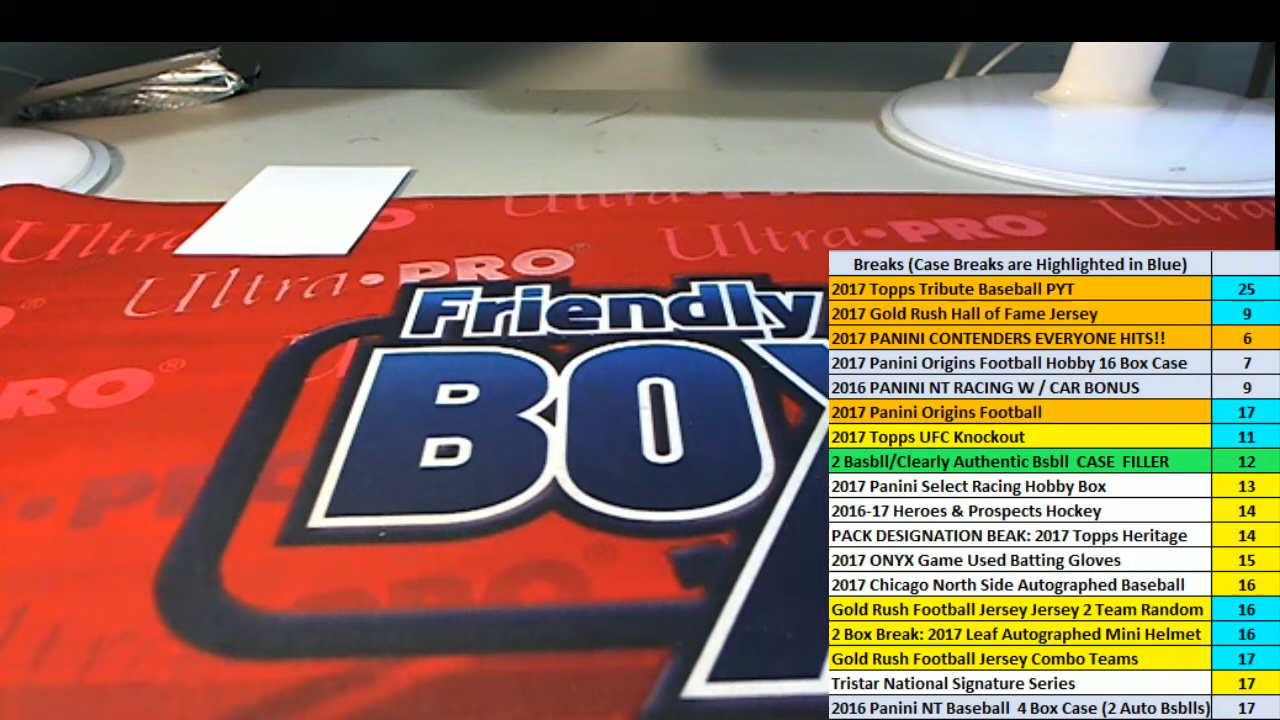 Ultra
PRO
Ultra•PRO
Ultra•PRO
Ultra
Ultra•PRO
PRO
Friendly
BO
Breaks (Case Breaks are Highlighted in Blue)
2017 Topps Tribute Baseball PYT 25
2017 Gold Rush Hall of Fame Jersey 9
2017 PANINI CONTENDERS EVERYONE HITS!! 6
2017 Panini Origins Football Hobby 16 Box Case 7
2016 PANINI NT RACING W / CAR BONUS 9
2017 Panini Origins Football 17
2017 Topps UFC Knockout 11
2 Basbll/Clearly Authentic Bsbll CASE FILLER 12
2017 Panini Select Racing Hobby Box 13
2016-17 Heroes & Prospects Hockey 14
PACK DESIGNATION BEAK: 2017 Topps Heritage 14
2017 ONYX Game Used Batting Gloves 15
2017 Chicago North Side Autographed Baseball 16
Gold Rush Football Jersey Jersey 2 Team Random 16
2 Box Break: 2017 Leaf Autographed Mini Helmet 16
Gold Rush Football Jersey Combo Teams 17
Tristar National Signature Series 17
2016 Panini NT Baseball 4 Box Case (2 Auto Bsblls) 17